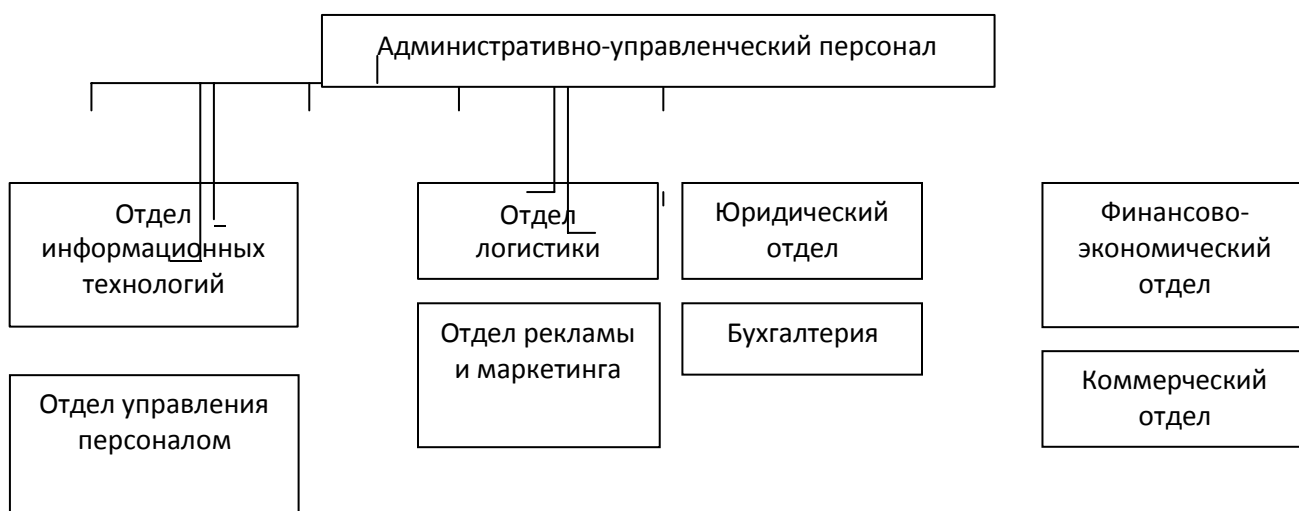 Административно-управленческий персонал
Отдел
информационных
технологий
Отдел
логистики
Юридический
отдел
Финансово-
экономический
отдел
Отдел рекламы
и маркетинга
Бухгалтерия
Коммерческий
отдел
Отдел управления
персоналом